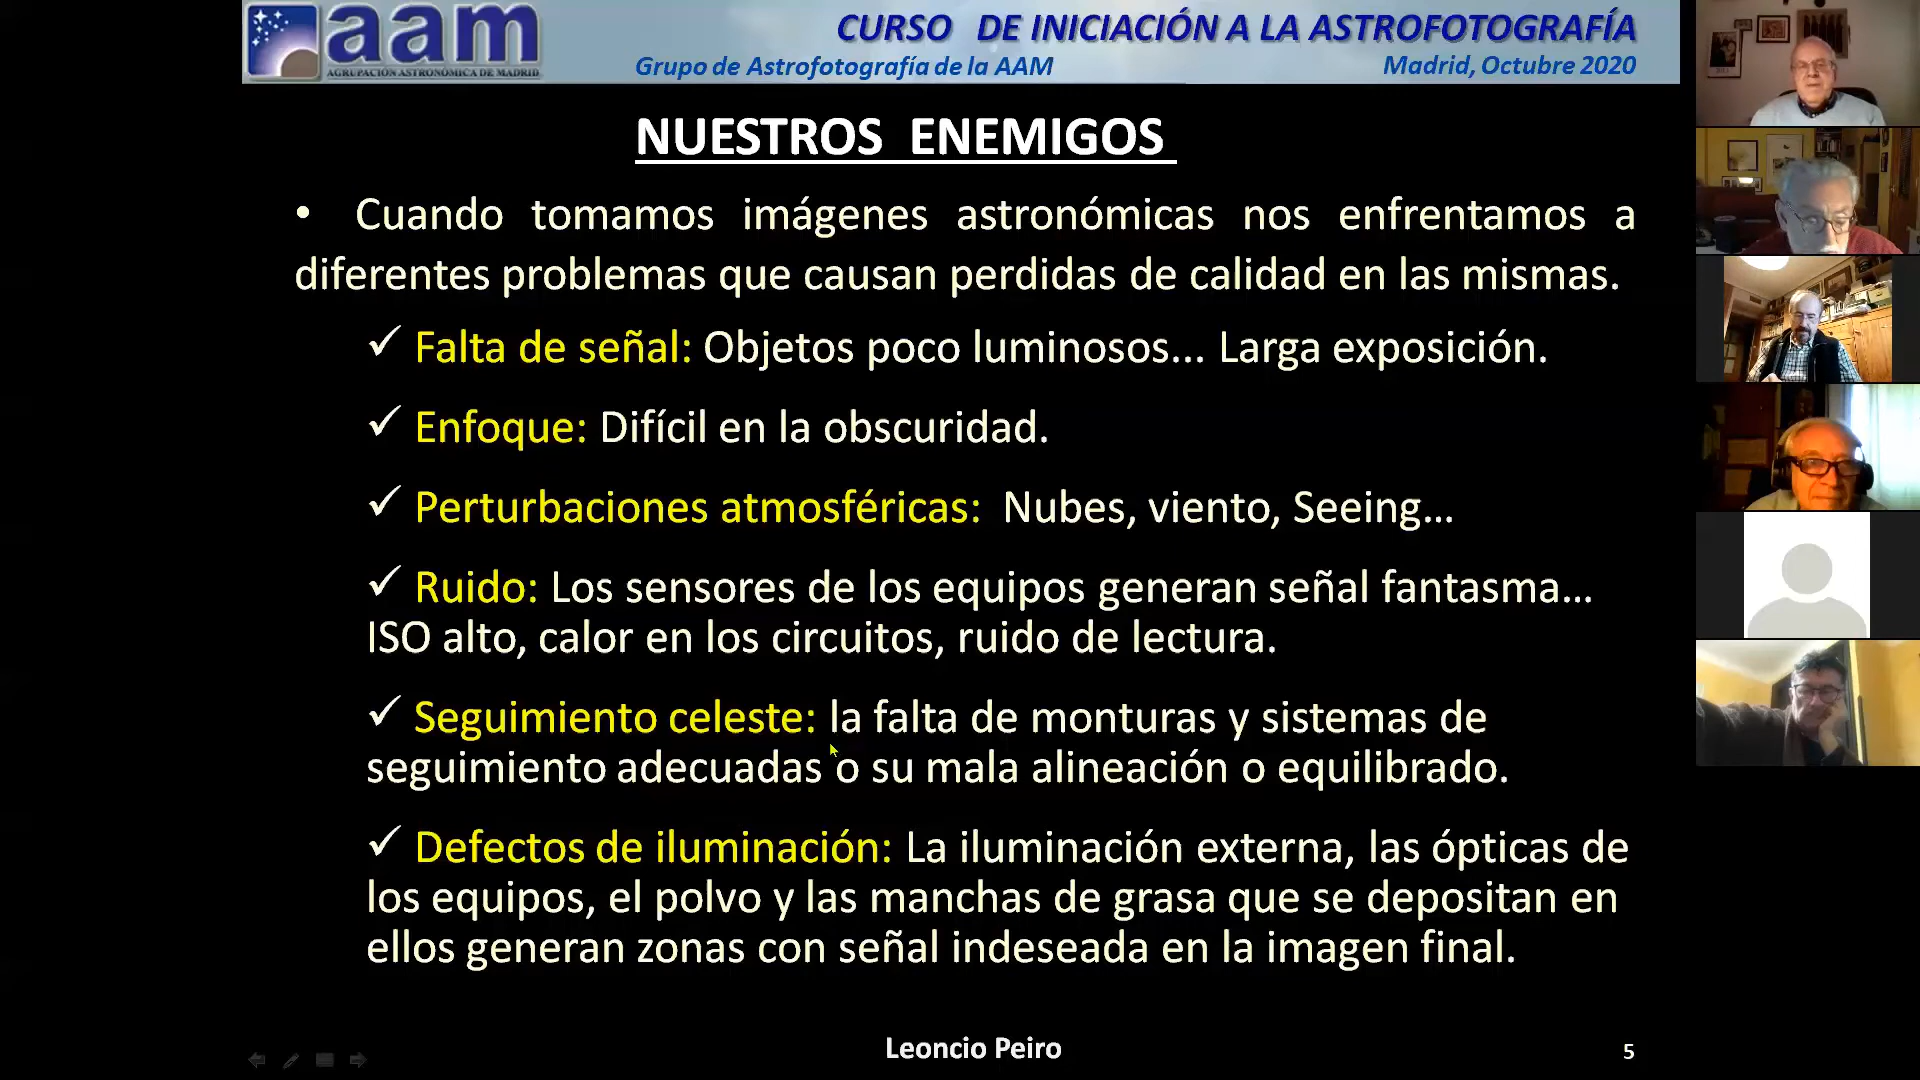 aam
AGRUPACIÓN ASTRONÓMICA DE MADRID
CURSO DE INICIACIÓN A LA ASTROFOTOGRAFÍA
Grupo de Astrofotografía de la AAM
Madrid, Octubre 2020
NUESTROS ENEMIGOS
• Cuando tomamos imágenes astronómicas nos enfrentamos a
diferentes problemas que causan perdidas de calidad en las mismas.
✓ Falta de señal: Objetos poco luminosos... Larga exposición.
✓ Enfoque: Difícil en la obscuridad.
✓ Perturbaciones atmosféricas: Nubes, viento, Seeing...
✓ Ruido: Los sensores de los equipos generan señal fantasma...
ISO alto, calor en los circuitos, ruido de lectura.
✓ Seguimiento celeste: la falta de monturas y sistemas de
seguimiento adecuadas o su mala alineación o equilibrado.
✓ Defectos de iluminación: La iluminación externa, las ópticas de
los equipos, el polvo y las manchas de grasa que se depositan en
ellos generan zonas con señal indeseada en la imagen final.
Leoncio Peiro
5